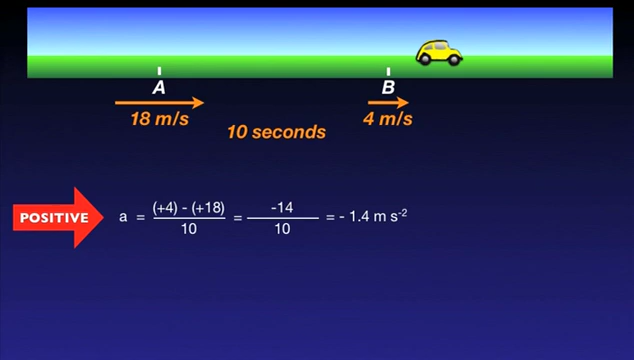 A B
18 m/s 4 m/s
10 seconds
POSITIVE a = (+4) - (+18) / 10 = -14 / 10 = - 1.4 m s⁻²